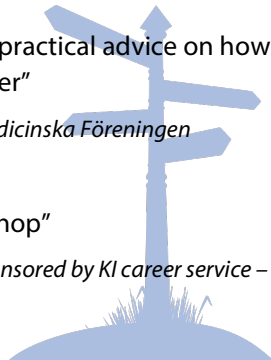 practical advice on how
er”
dicinska Föreningen
hop”
nsored by KI career service –